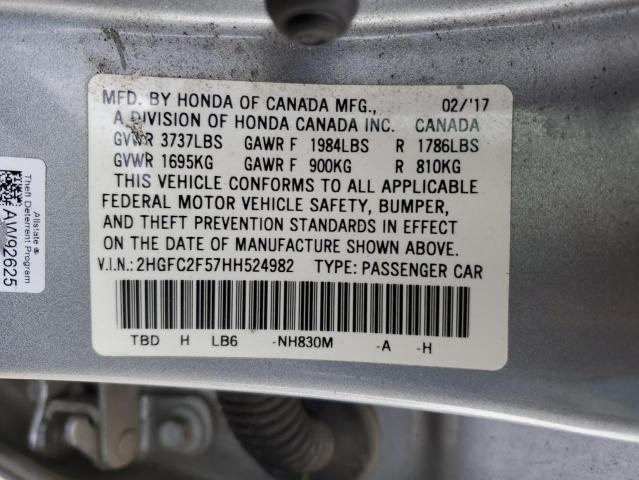 MFD. BY HONDA OF CANADA MFG., 02/'17
A DIVISION OF HONDA CANADA INC. CANADA
GVWR 3737LBS GAWR F 1984LBS R 1786LBS
GVWR 1695KG GAWR F 900KG R 810KG
THIS VEHICLE CONFORMS TO ALL APPLICABLE
FEDERAL MOTOR VEHICLE SAFETY, BUMPER,
AND THEFT PREVENTION STANDARDS IN EFFECT
ON THE DATE OF MANUFACTURE SHOWN ABOVE.
V.I.N.: 2HGFC2F57HH524982 TYPE: PASSENGER CAR
TBD H LB6 -NH830M -A -H
Allstate®
Theft Deterrent Program
AW92625